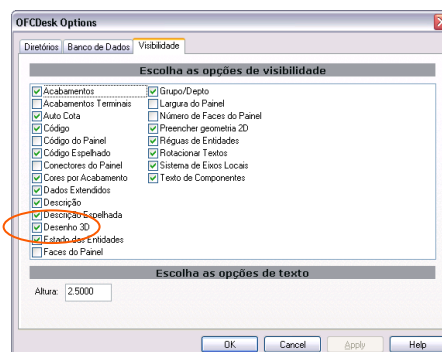 OFCDesk Options
Diretórios Banco de Dados Visibilidade
Escolha as opções de visibilidade
Acabamentos
Acabamentos Terminais
Auto Cota
Código
Código do Painel
Código Espelhado
Conectores do Painel
Cores por Acabamento
Dados Extendidos
Descrição
Descrição Espelhada
Desenho 3D
Estado das Entidades
Faces do Painel
Grupo/Depto
Largura do Painel
Número de Faces do Painel
Preencher geometria 2D
Réguas de Entidades
Rotacionar Textos
Sistema de Eixos Locais
Texto de Componentes
Escolha as opções de texto
Altura: 2.5000
OK Cancel Apply Help